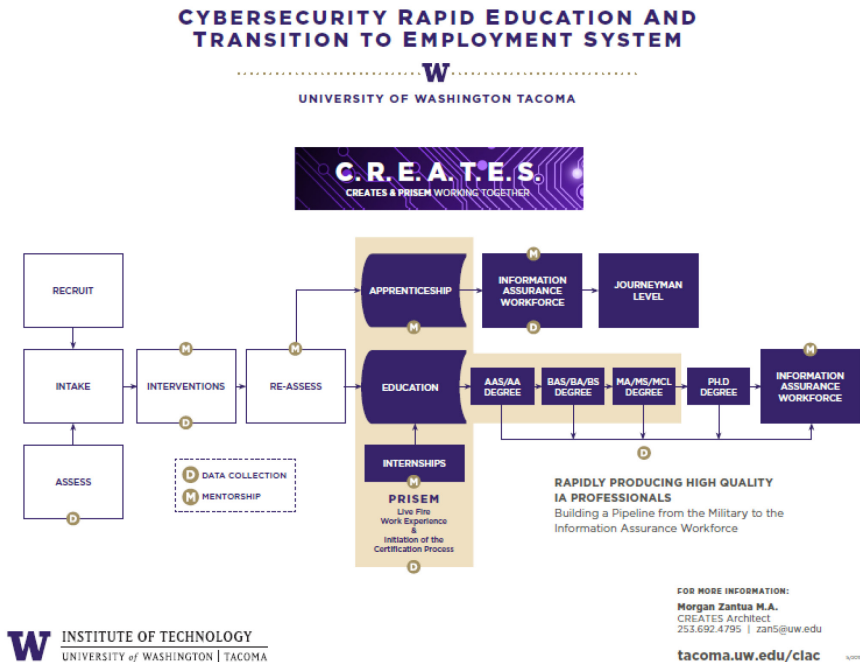 CYBERSECURITY RAPID EDUCATION AND
TRANSITION TO EMPLOYMENT SYSTEM
W
UNIVERSITY OF WASHINGTON TACOMA
C.R.E.A.T.E.S.
CREATES & PRISEM WORKING TOGETHER
RECRUIT
INTAKE
ASSESS
D
M
INTERVENTIONS
D
M
RE-ASSESS
APPRENTICESHIP
M
EDUCATION
INTERNSHIPS
M
PRISEM
Live Fire
Work Experience
&
Initiation of the
Certification Process
D
M
INFORMATION
ASSURANCE
WORKFORCE
D
JOURNEYMAN
LEVEL
AAS/AA
DEGREE
BAS/BA/BS
DEGREE
MA/MS/MCL
DEGREE
PH.D
DEGREE
M
INFORMATION
ASSURANCE
WORKFORCE
D
D DATA COLLECTION
M MENTORSHIP
RAPIDLY PRODUCING HIGH QUALITY
IA PROFESSIONALS
Building a Pipeline from the Military to the
Information Assurance Workforce
FOR MORE INFORMATION:
Morgan Zantua M.A.
CREATES Architect
253.692.4795 | zan5@uw.edu
tacoma.uw.edu/clac
W INSTITUTE OF TECHNOLOGY
UNIVERSITY of WASHINGTON | TACOMA